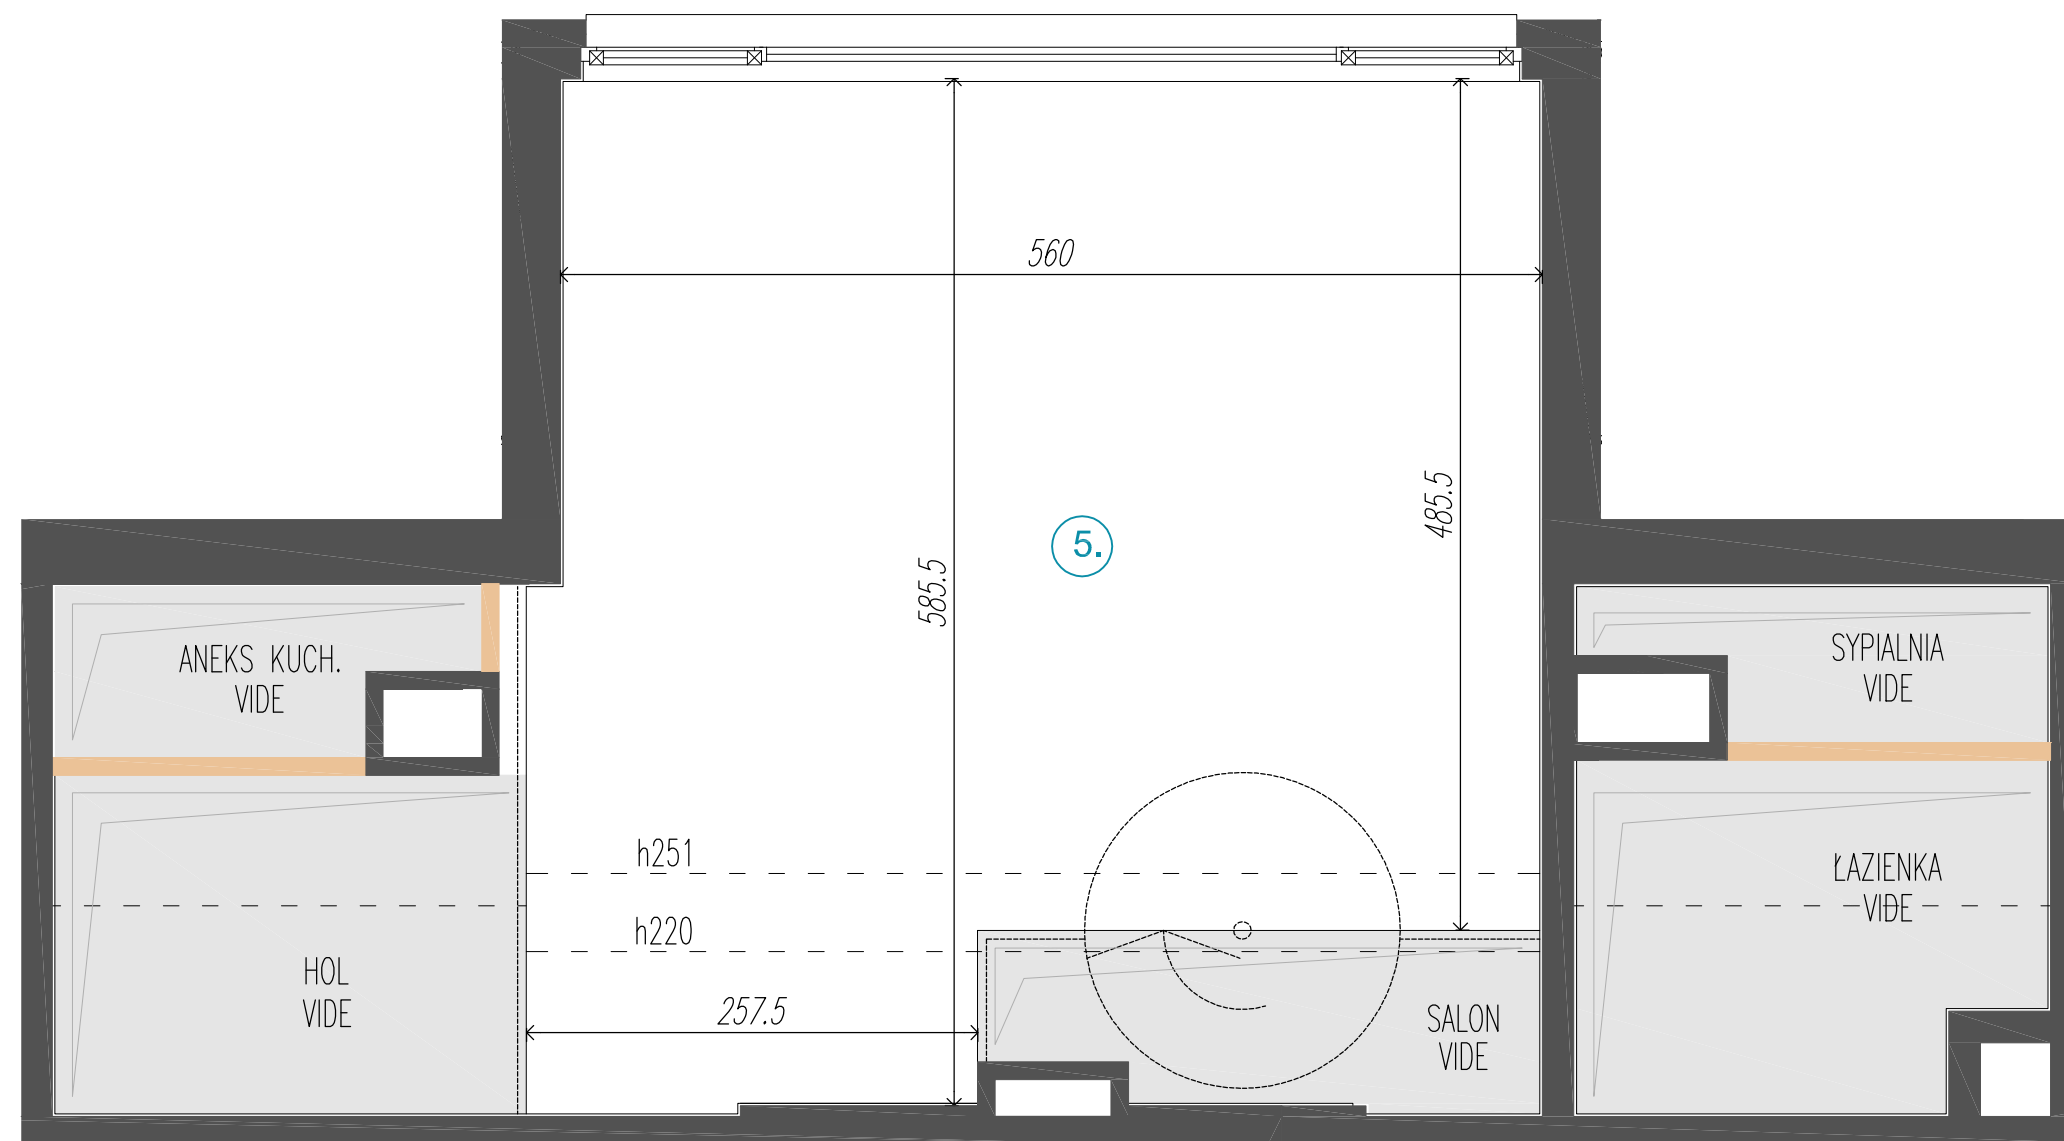 560
485.5
5.
585.5
ANEKS KUCH.
VIDE
SYPIALNIA
VIDE
h251
ŁAZIENKA
VIDE
h220
HOL
VIDE
257.5
SALON
VIDE